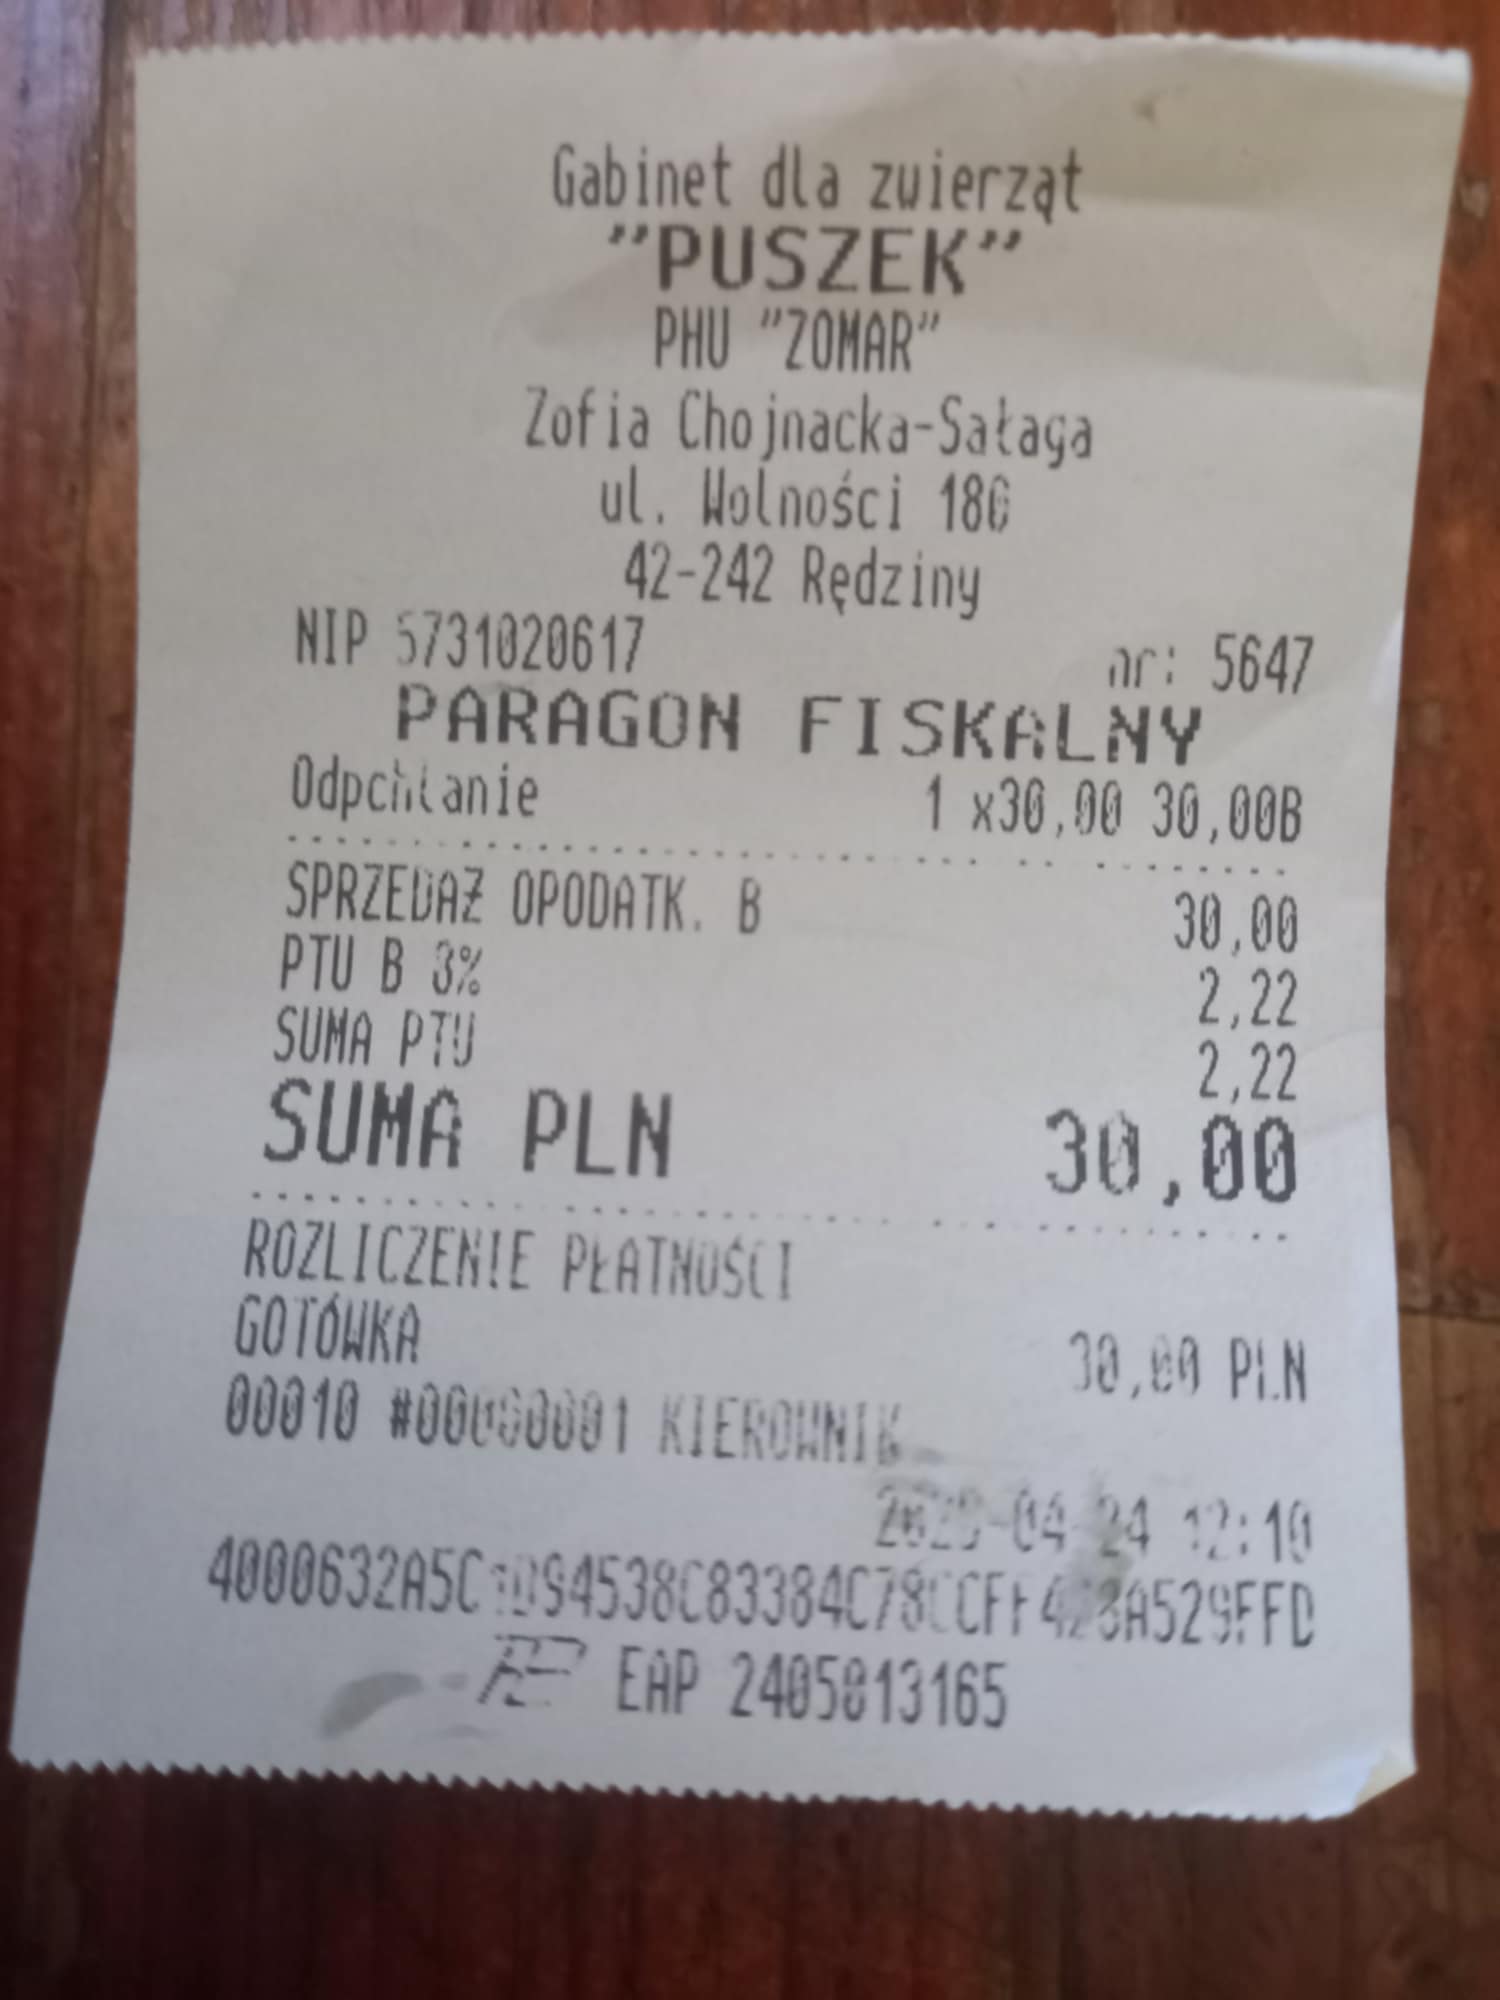 Gabinet dla zwierząt
"PUSZEK"
PHU "ZOMAR"
Zofia Chojnacka-Sałaga
ul. Wolności
42-242 Rędziny
NIP 5731020617 nr: 5647
PARAGON FISKALNY
Odpchlanie 1 x30,00 30,00B
SPRZEDAŻ OPODATK. B 30,00
PTU B 8% 2,22
SUMA PTU 2,22
SUMA PLN 30,00
ROZLICZENIE PŁATNOŚCI
GOTÓWKA 30,00 PLN
00010 #00000001 KIEROWNIK
12:10
EAP 2405013165